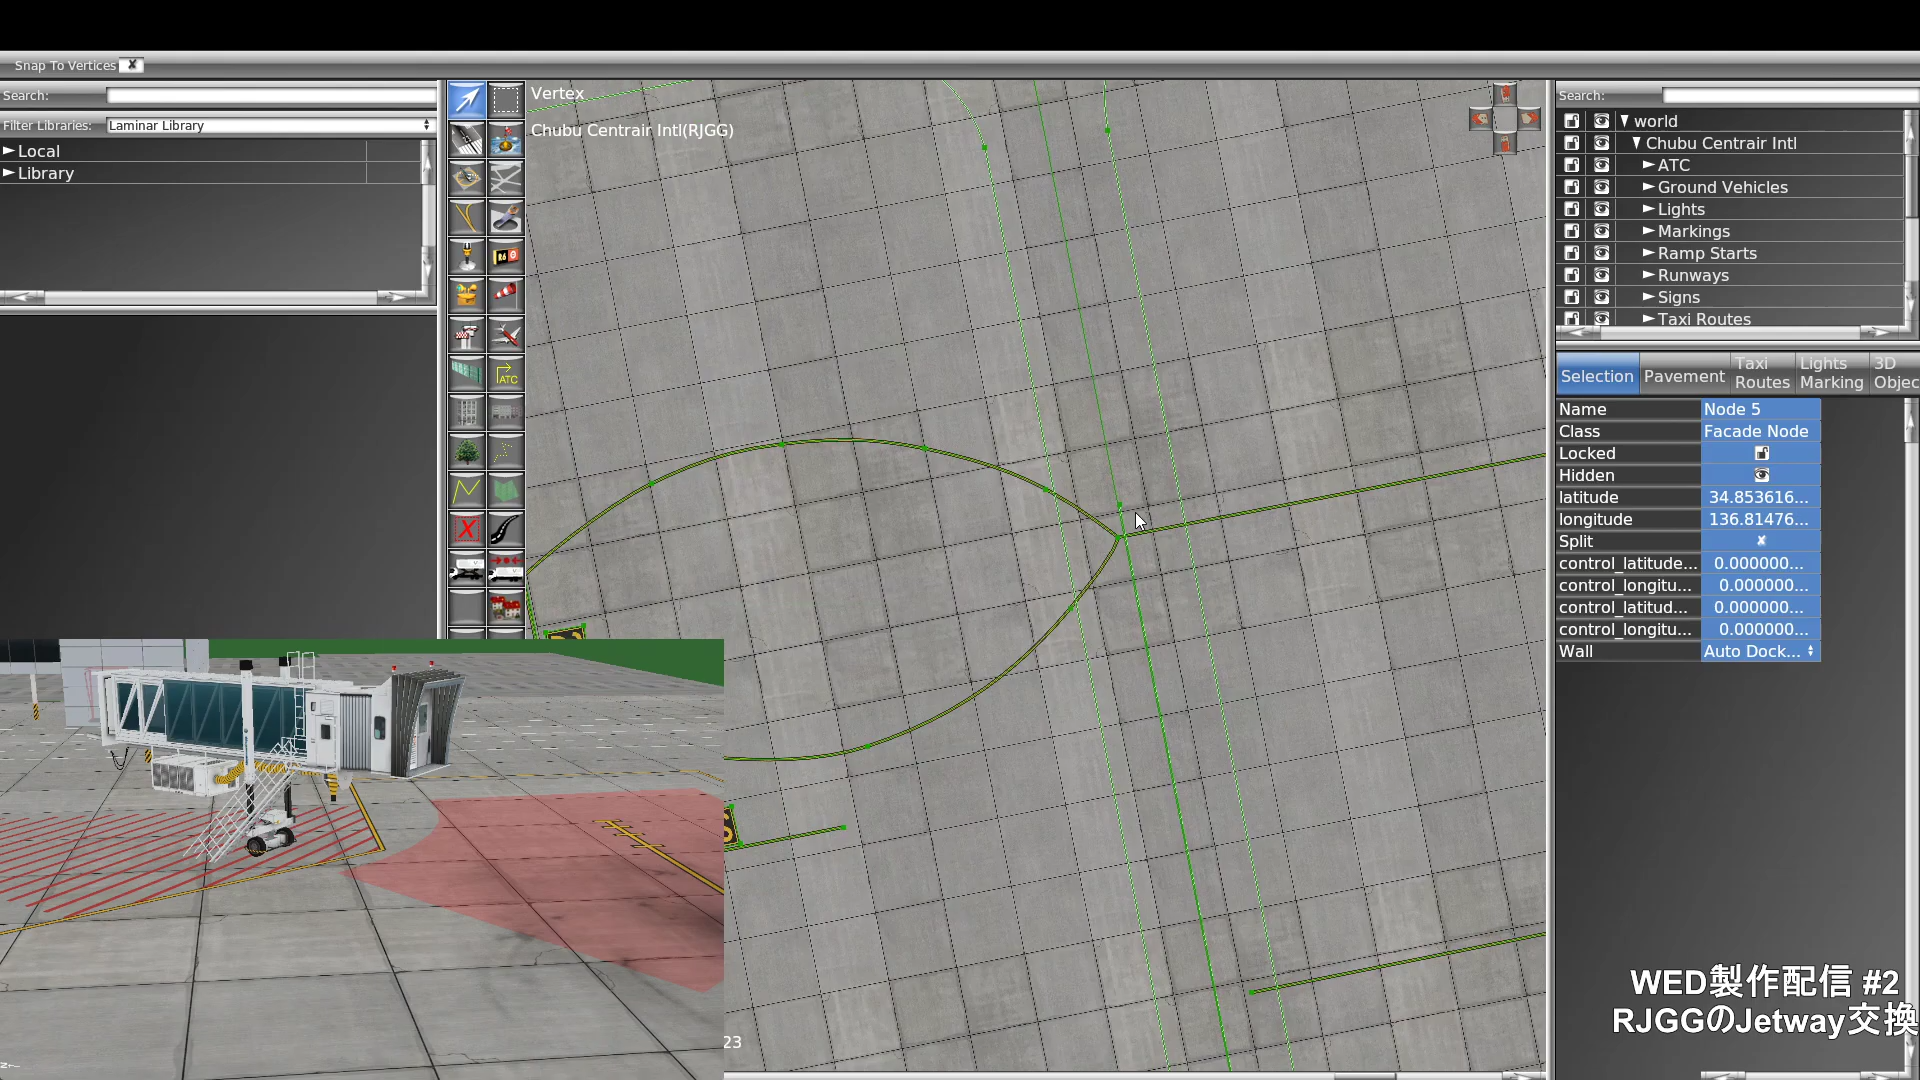 Snap To Vertices
Search:
Filter Libraries: Laminar Library
Local
Library
Vertex
Chubu Centrair Intl(RJGG)
ATC
Search:
world
Chubu Centrair Intl
ATC
Ground Vehicles
Lights
Markings
Ramp Starts
Runways
Signs
Taxi Routes
Selection
Pavement
Taxi Routes
Lights Marking
3D Objec
Name Node 5
Class Facade Node
Locked
Hidden
latitude 34.853616...
longitude 136.81476...
Split
control_latitude... 0.000000...
control_longitu... 0.000000...
control_latitud... 0.000000...
control_longitu... 0.000000...
Wall Auto Dock...
23
WED製作配信 #2
RJGGのJetway交換